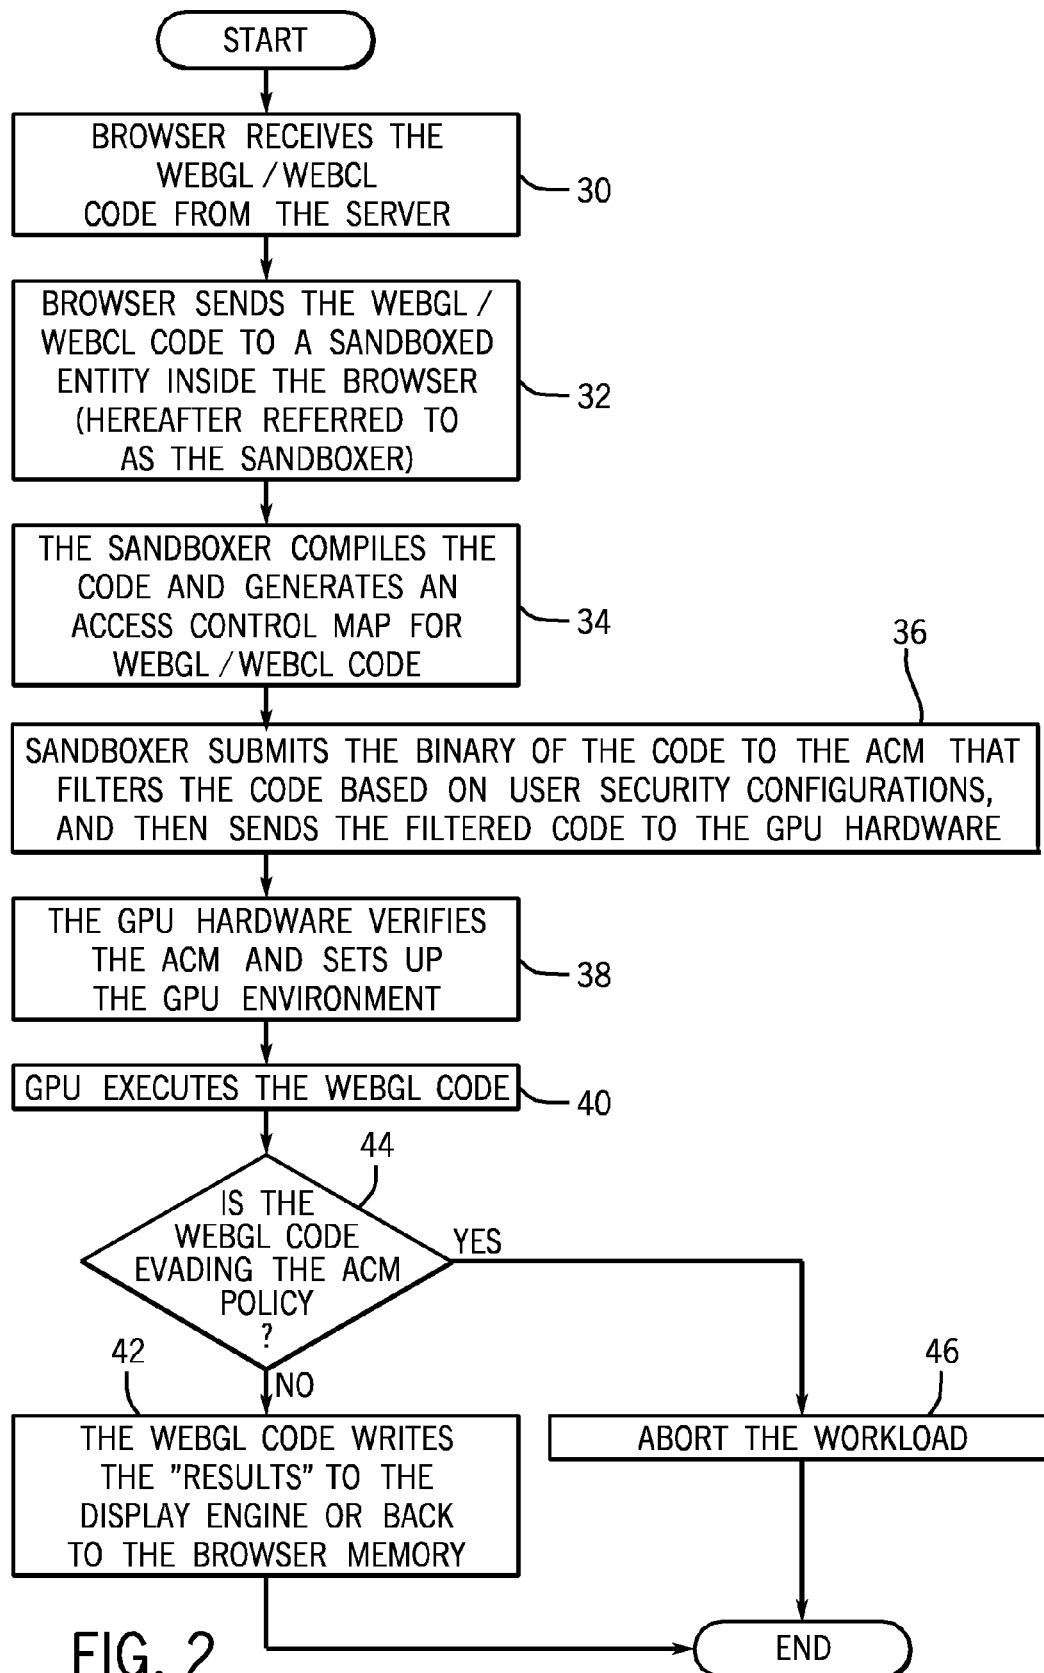 START
BROWSER RECEIVES THE
WEBGL/WEBCL
CODE FROM THE SERVER
30
BROWSER SENDS THE WEBGL/
WEBCL CODE TO A SANDBOXED
ENTITY INSIDE THE BROWSER
(HEREAFTER REFERRED TO
AS THE SANDBOXER)
32
THE SANDBOXER COMPILES THE
CODE AND GENERATES AN
ACCESS CONTROL MAP FOR
WEBGL/WEBCL CODE
34
36
SANDBOXER SUBMITS THE BINARY OF THE CODE TO THE ACM THAT
FILTERS THE CODE BASED ON USER SECURITY CONFIGURATIONS,
AND THEN SENDS THE FILTERED CODE TO THE GPU HARDWARE
THE GPU HARDWARE VERIFIES
THE ACM AND SETS UP
THE GPU ENVIRONMENT
38
GPU EXECUTES THE WEBGL CODE
40
44
IS THE
WEBGL CODE
EVADING THE ACM
POLICY
?
YES
NO
42
THE WEBGL CODE WRITES
THE "RESULTS" TO THE
DISPLAY ENGINE OR BACK
TO THE BROWSER MEMORY
46
ABORT THE WORKLOAD
END
FIG. 2